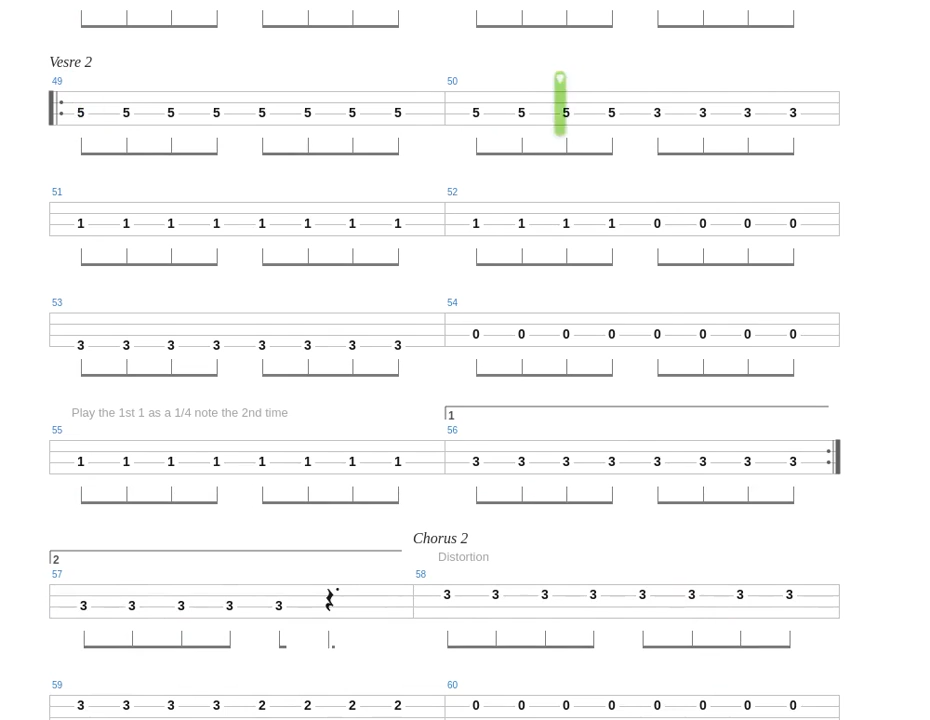 Vesre 2
49 50
5 5 5 5 5 5 5 5 5 5 5 5 3 3 3 3
51 52
1 1 1 1 1 1 1 1 1 1 1 1 0 0 0 0
53 54
3 3 3 3 3 3 3 3 0 0 0 0 0 0 0 0
Play the 1st 1 as a 1/4 note the 2nd time
1
55 56
1 1 1 1 1 1 1 1 3 3 3 3 3 3 3 3
Chorus 2
2 Distortion
57 58
3 3 3 3 3 3 3 3 3 3 3 3 3
59 60
3 3 3 3 2 2 2 2 0 0 0 0 0 0 0 0